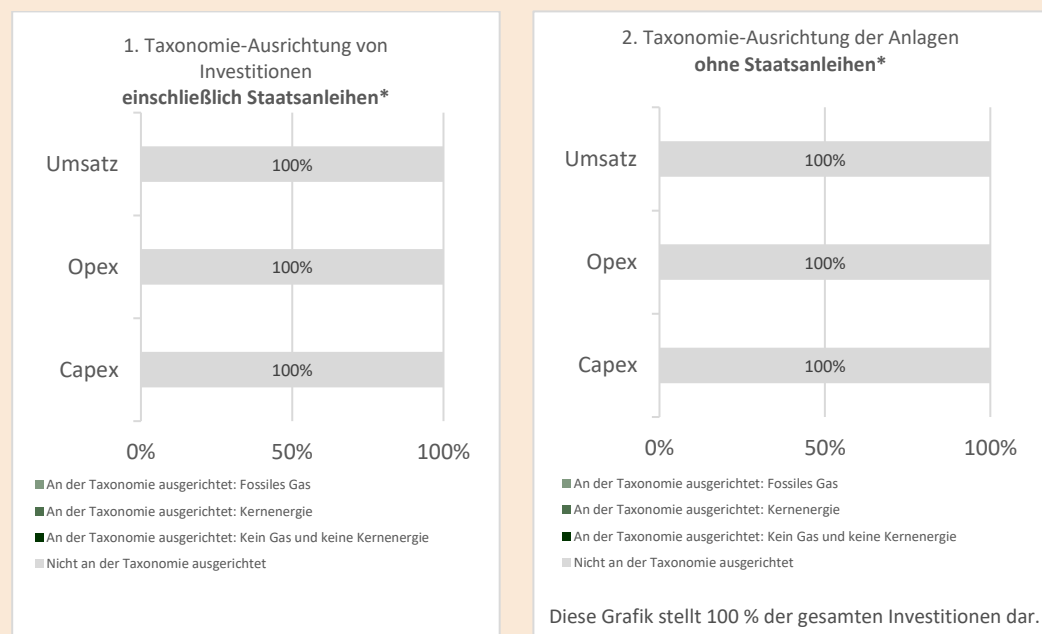 1. Taxonomie-Ausrichtung von
Investitionen
einschließlich Staatsanleihen*
Umsatz
100%
Opex
100%
Capex
100%
0%
50%
100%
An der Taxonomie ausgerichtet: Fossiles Gas
An der Taxonomie ausgerichtet: Kernenergie
An der Taxonomie ausgerichtet: Kein Gas und keine Kernenergie
Nicht an der Taxonomie ausgerichtet
2. Taxonomie-Ausrichtung der Anlagen
ohne Staatsanleihen*
Umsatz
100%
Opex
100%
Capex
100%
0%
50%
100%
An der Taxonomie ausgerichtet: Fossiles Gas
An der Taxonomie ausgerichtet: Kernenergie
An der Taxonomie ausgerichtet: Kein Gas und keine Kernenergie
Nicht an der Taxonomie ausgerichtet
Diese Grafik stellt 100 % der gesamten Investitionen dar.